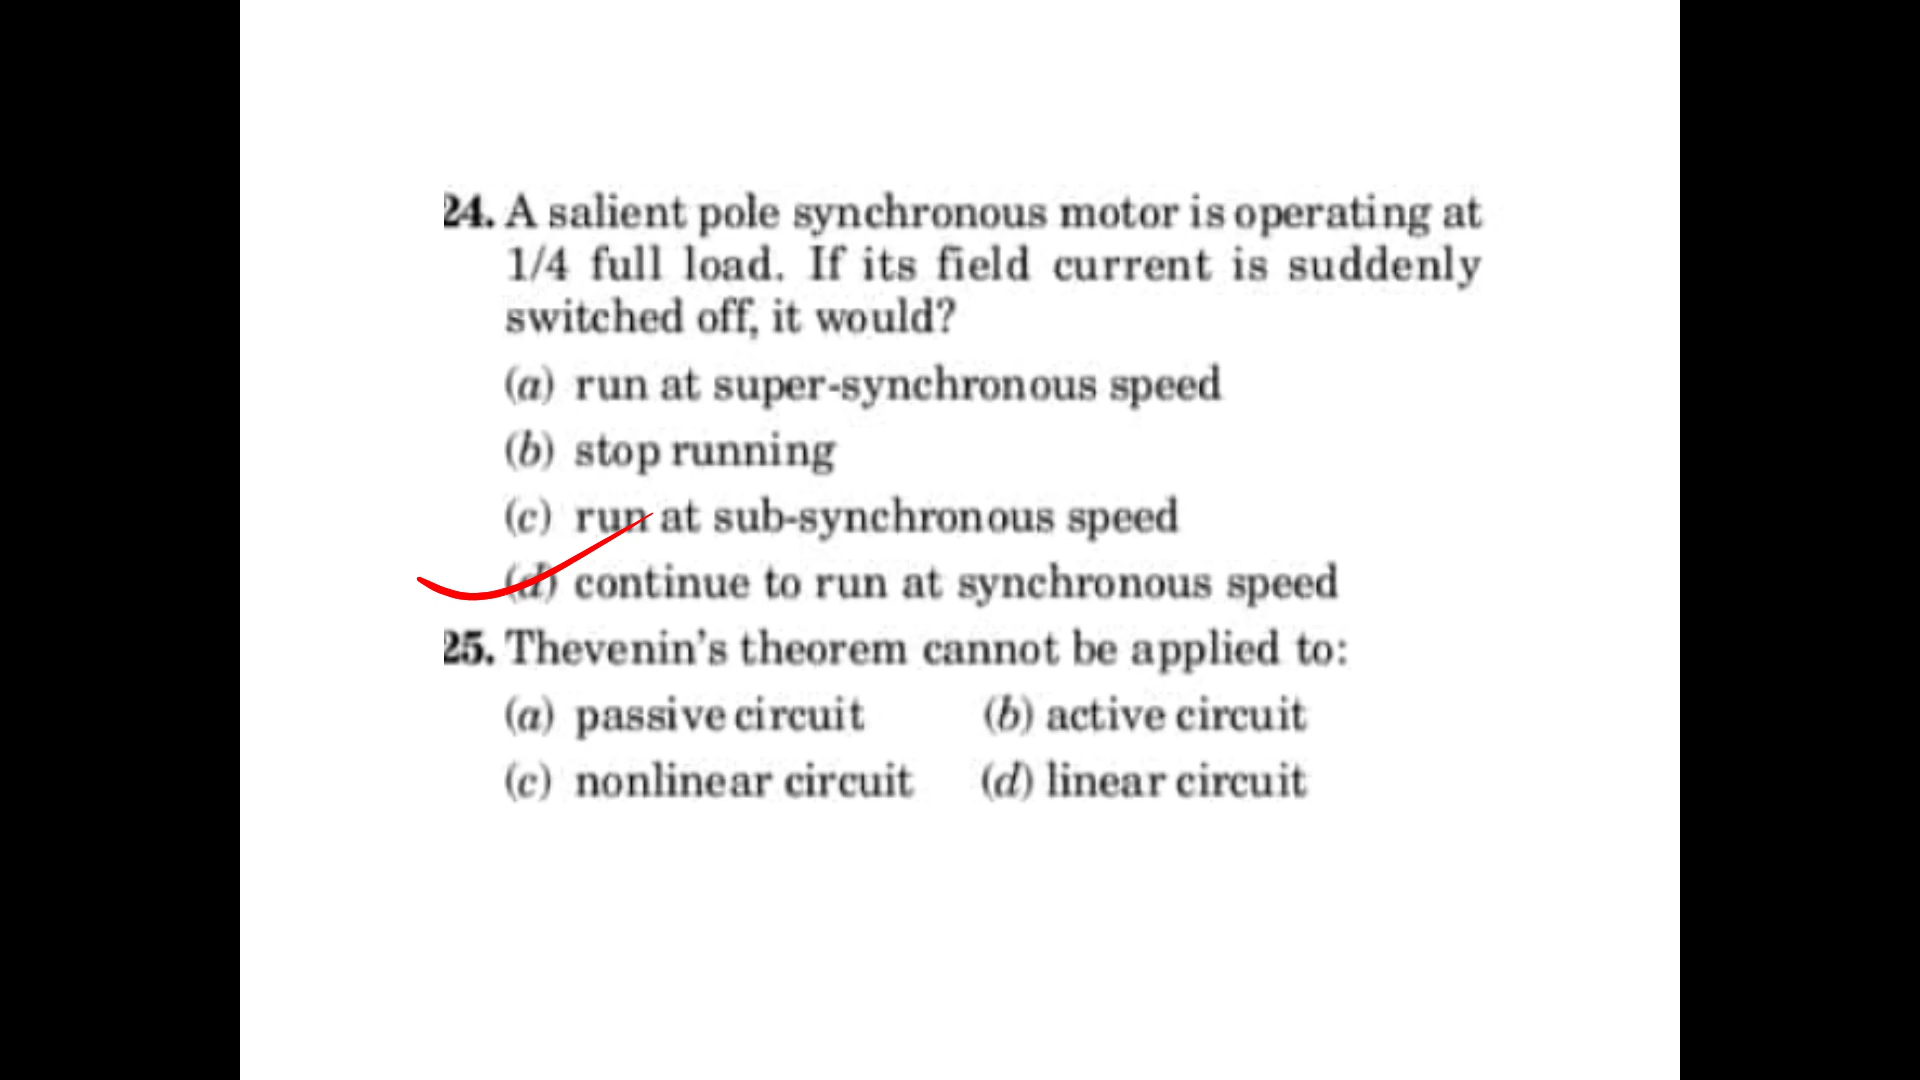 24. A salient pole synchronous motor is operating at
1/4 full load. If its field current is suddenly
switched off, it would?
(a) run at super-synchronous speed
(b) stop running
(c) run at sub-synchronous speed
(d) continue to run at synchronous speed
25. Thevenin's theorem cannot be applied to:
(a) passive circuit (b) active circuit
(c) nonlinear circuit (d) linear circuit